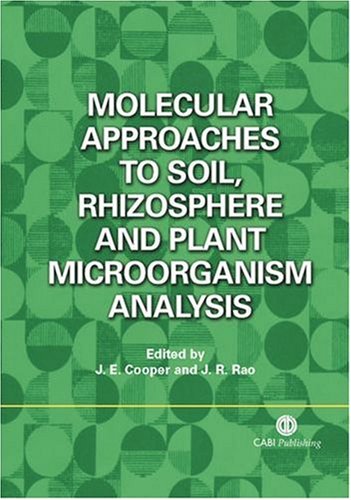 MOLECULAR
APPROACHES
TO SOIL,
RHIZOSPHERE
AND PLANT
MICROORGANISM
ANALYSIS
Edited by
J. E. Cooper and J. R. Rao
CABI Publishing